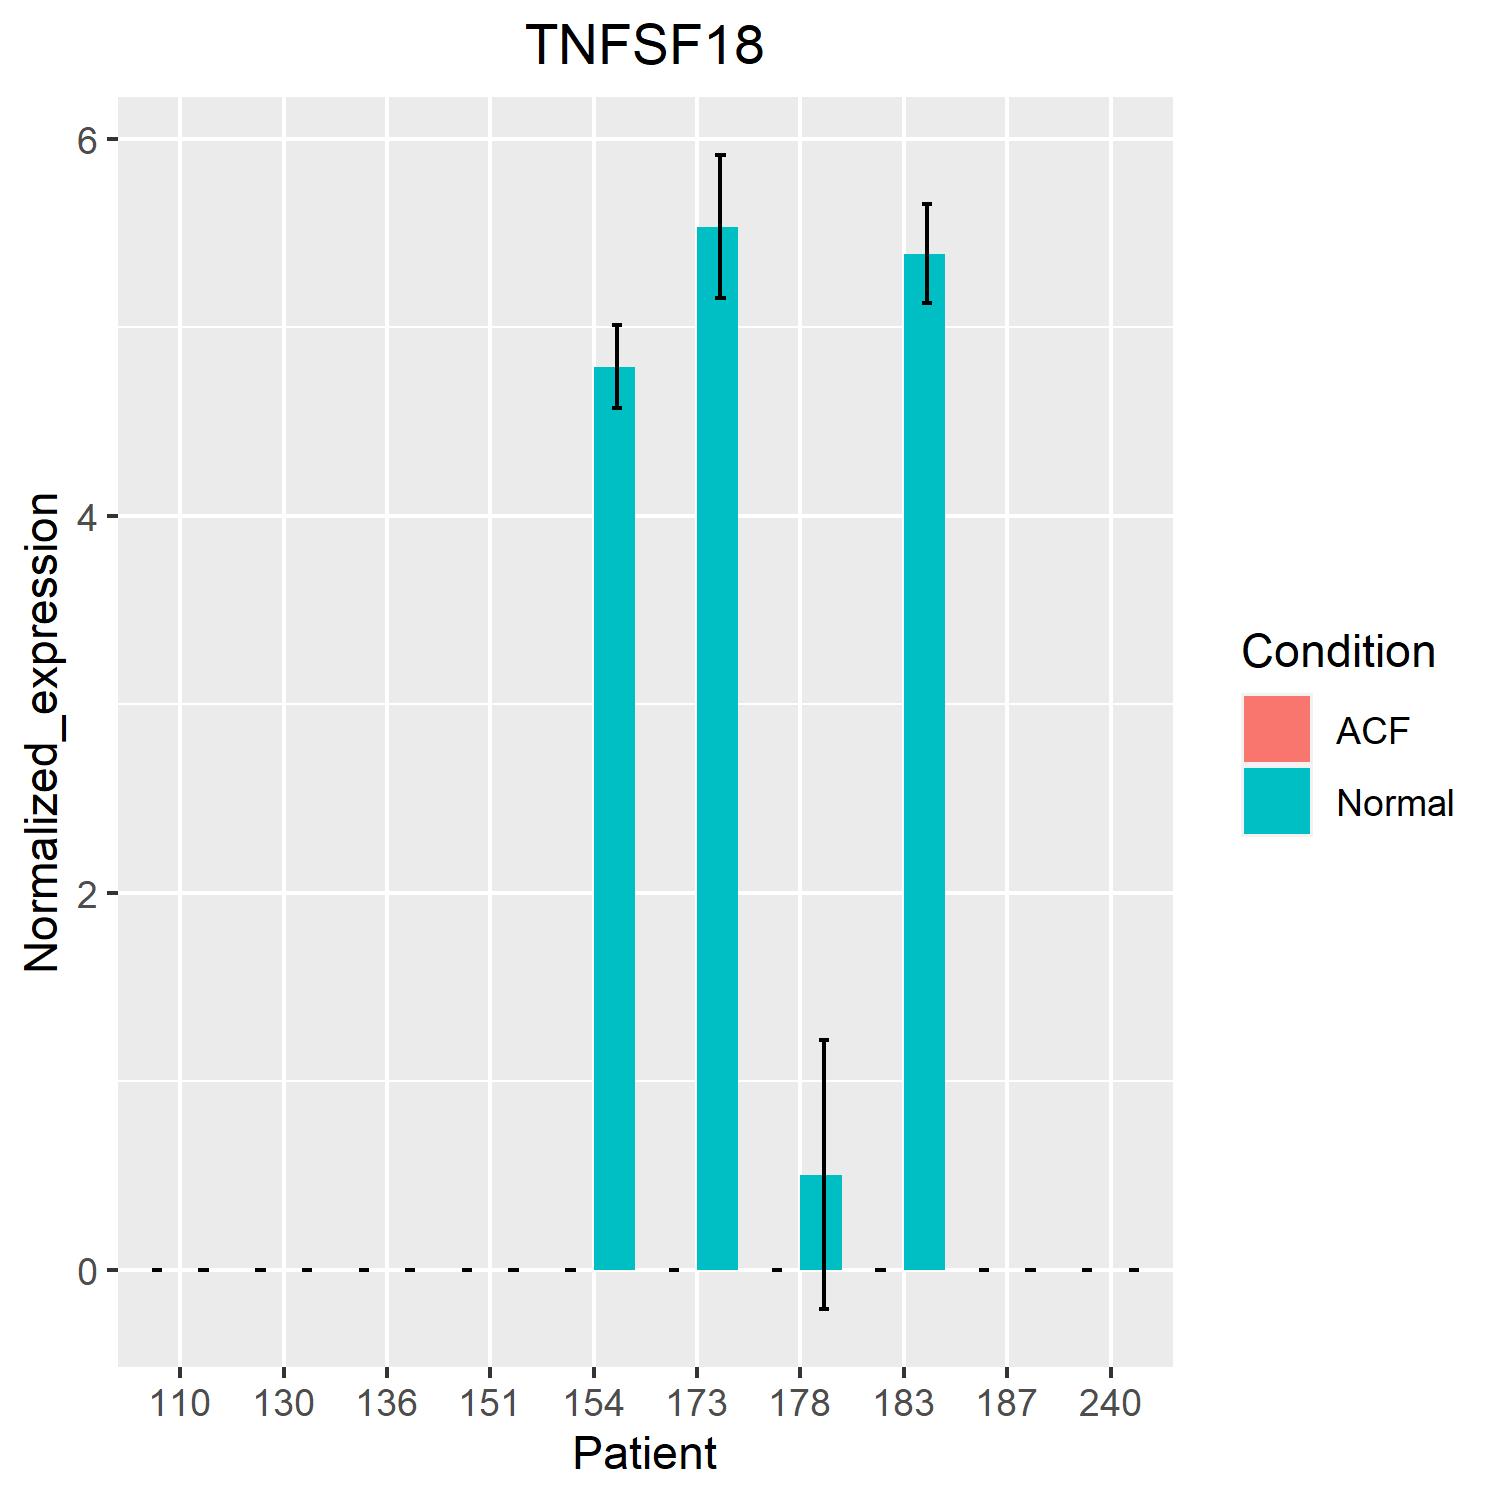 TNFSF18
Normalized_expression
6
4
2
0
110 130 136 151 154 173 178 183 187 240
Patient
Condition
ACF
Normal